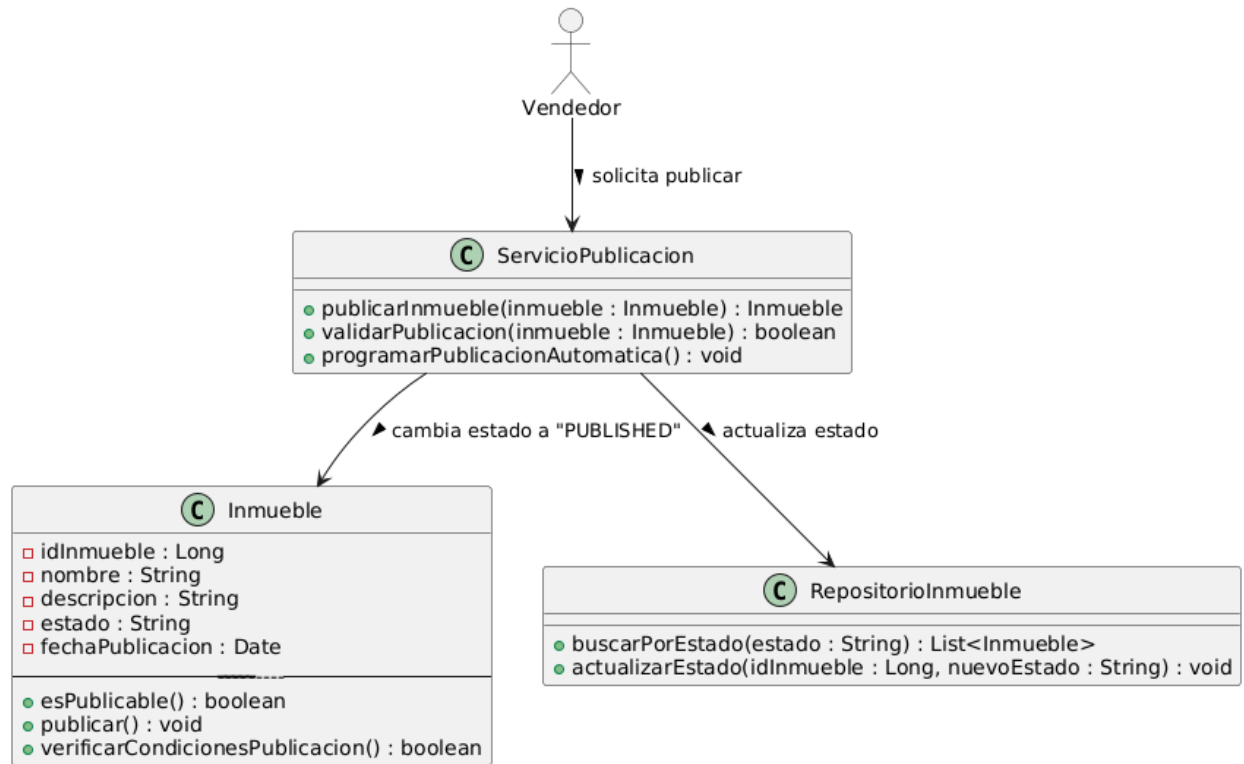 Vendedor
solicita publicar
C ServicioPublicacion
publicarInmueble(inmueble : Inmueble) : Inmueble
validarPublicacion(inmueble : Inmueble) : boolean
programarPublicacionAutomatica() : void
cambia estado a "PUBLISHED"
actualiza estado
C Inmueble
idInmueble : Long
nombre : String
descripcion : String
estado : String
fechaPublicacion : Date
esPublicable() : boolean
publicar() : void
verificarCondicionesPublicacion() : boolean
C RepositorioInmueble
buscarPorEstado(estado : String) : List<Inmueble>
actualizarEstado(idInmueble : Long, nuevoEstado : String) : void